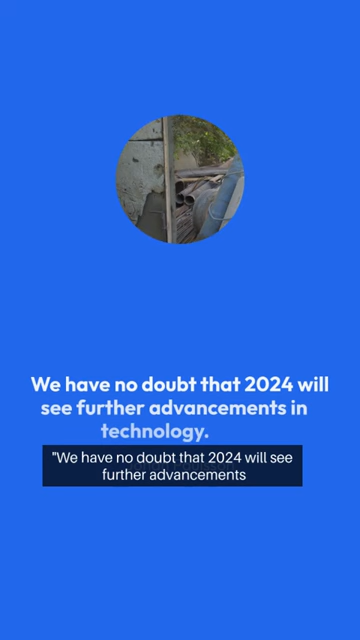 We have no doubt that 2024 will
see further advancements in
technology.
"We have no doubt that 2024 will see
further advancements